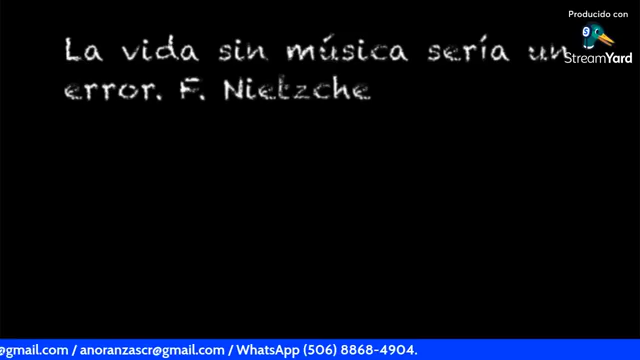 Producido con
StreamYard
La vida sin música sería un
error. F. Nietzche
@gmail.com / anoranzascr@gmail.com / WhatsApp (506) 8868-4904.